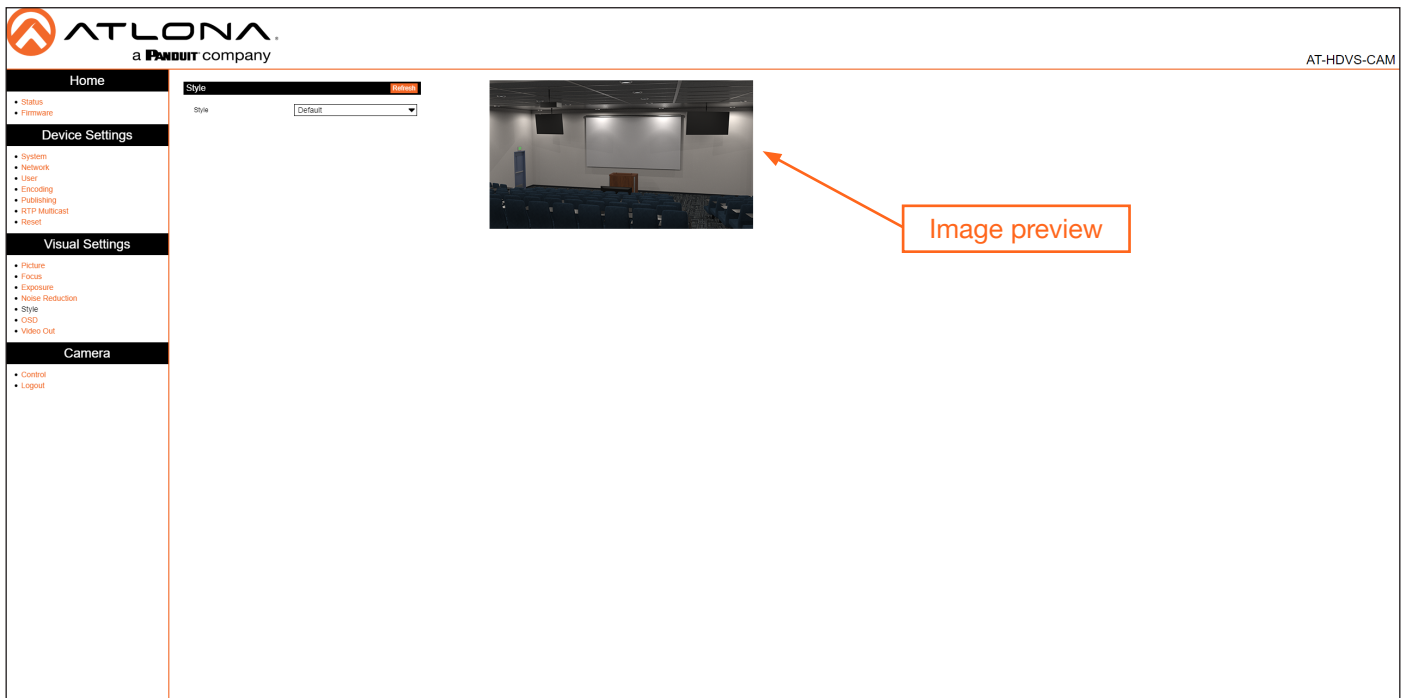 ATLONA.
a PANDUIT company
AT-HDVS-CAM
Home
• Status
• Firmware
Device Settings
• System
• Network
• User
• Encoding
• Publishing
• RTP Multicast
• Reset
Visual Settings
• Picture
• Focus
• Exposure
• Noise Reduction
• Style
• OSD
• Video Out
Camera
• Control
• Logout
Style Refresh
Style Default
Image preview